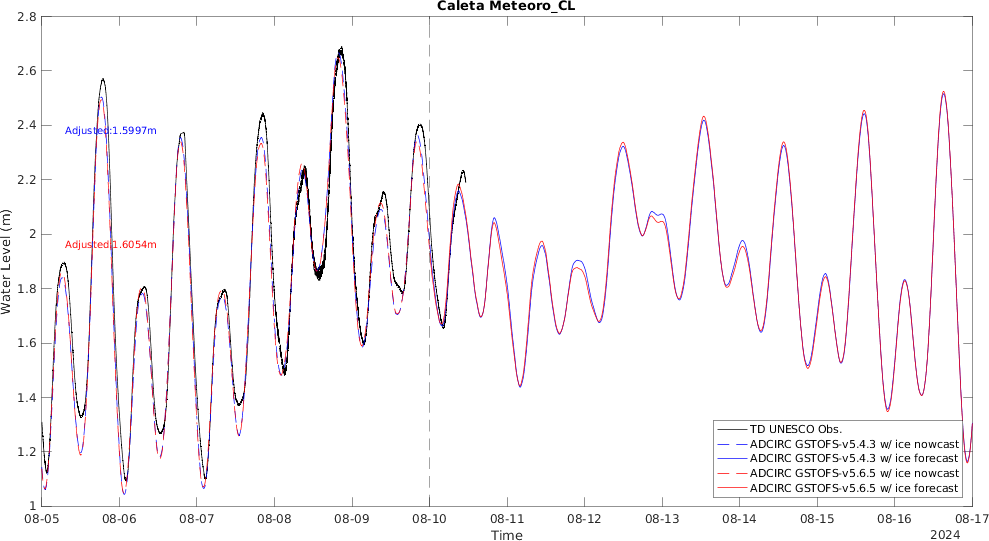 Caleta Meteoro_CL
Water Level (m)
2.8
2.6
2.4
2.2
2
1.8
1.6
1.4
1.2
1
Adjusted:1.5997m
Adjusted:1.6054m
TD UNESCO Obs.
ADCIRC GSTOFS-v5.4.3 w/ ice nowcast
ADCIRC GSTOFS-v5.4.3 w/ ice forecast
ADCIRC GSTOFS-v5.6.5 w/ ice nowcast
ADCIRC GSTOFS-v5.6.5 w/ ice forecast
08-05 08-06 08-07 08-08 08-09 08-10 08-11 08-12 08-13 08-14 08-15 08-16 08-17
Time
2024